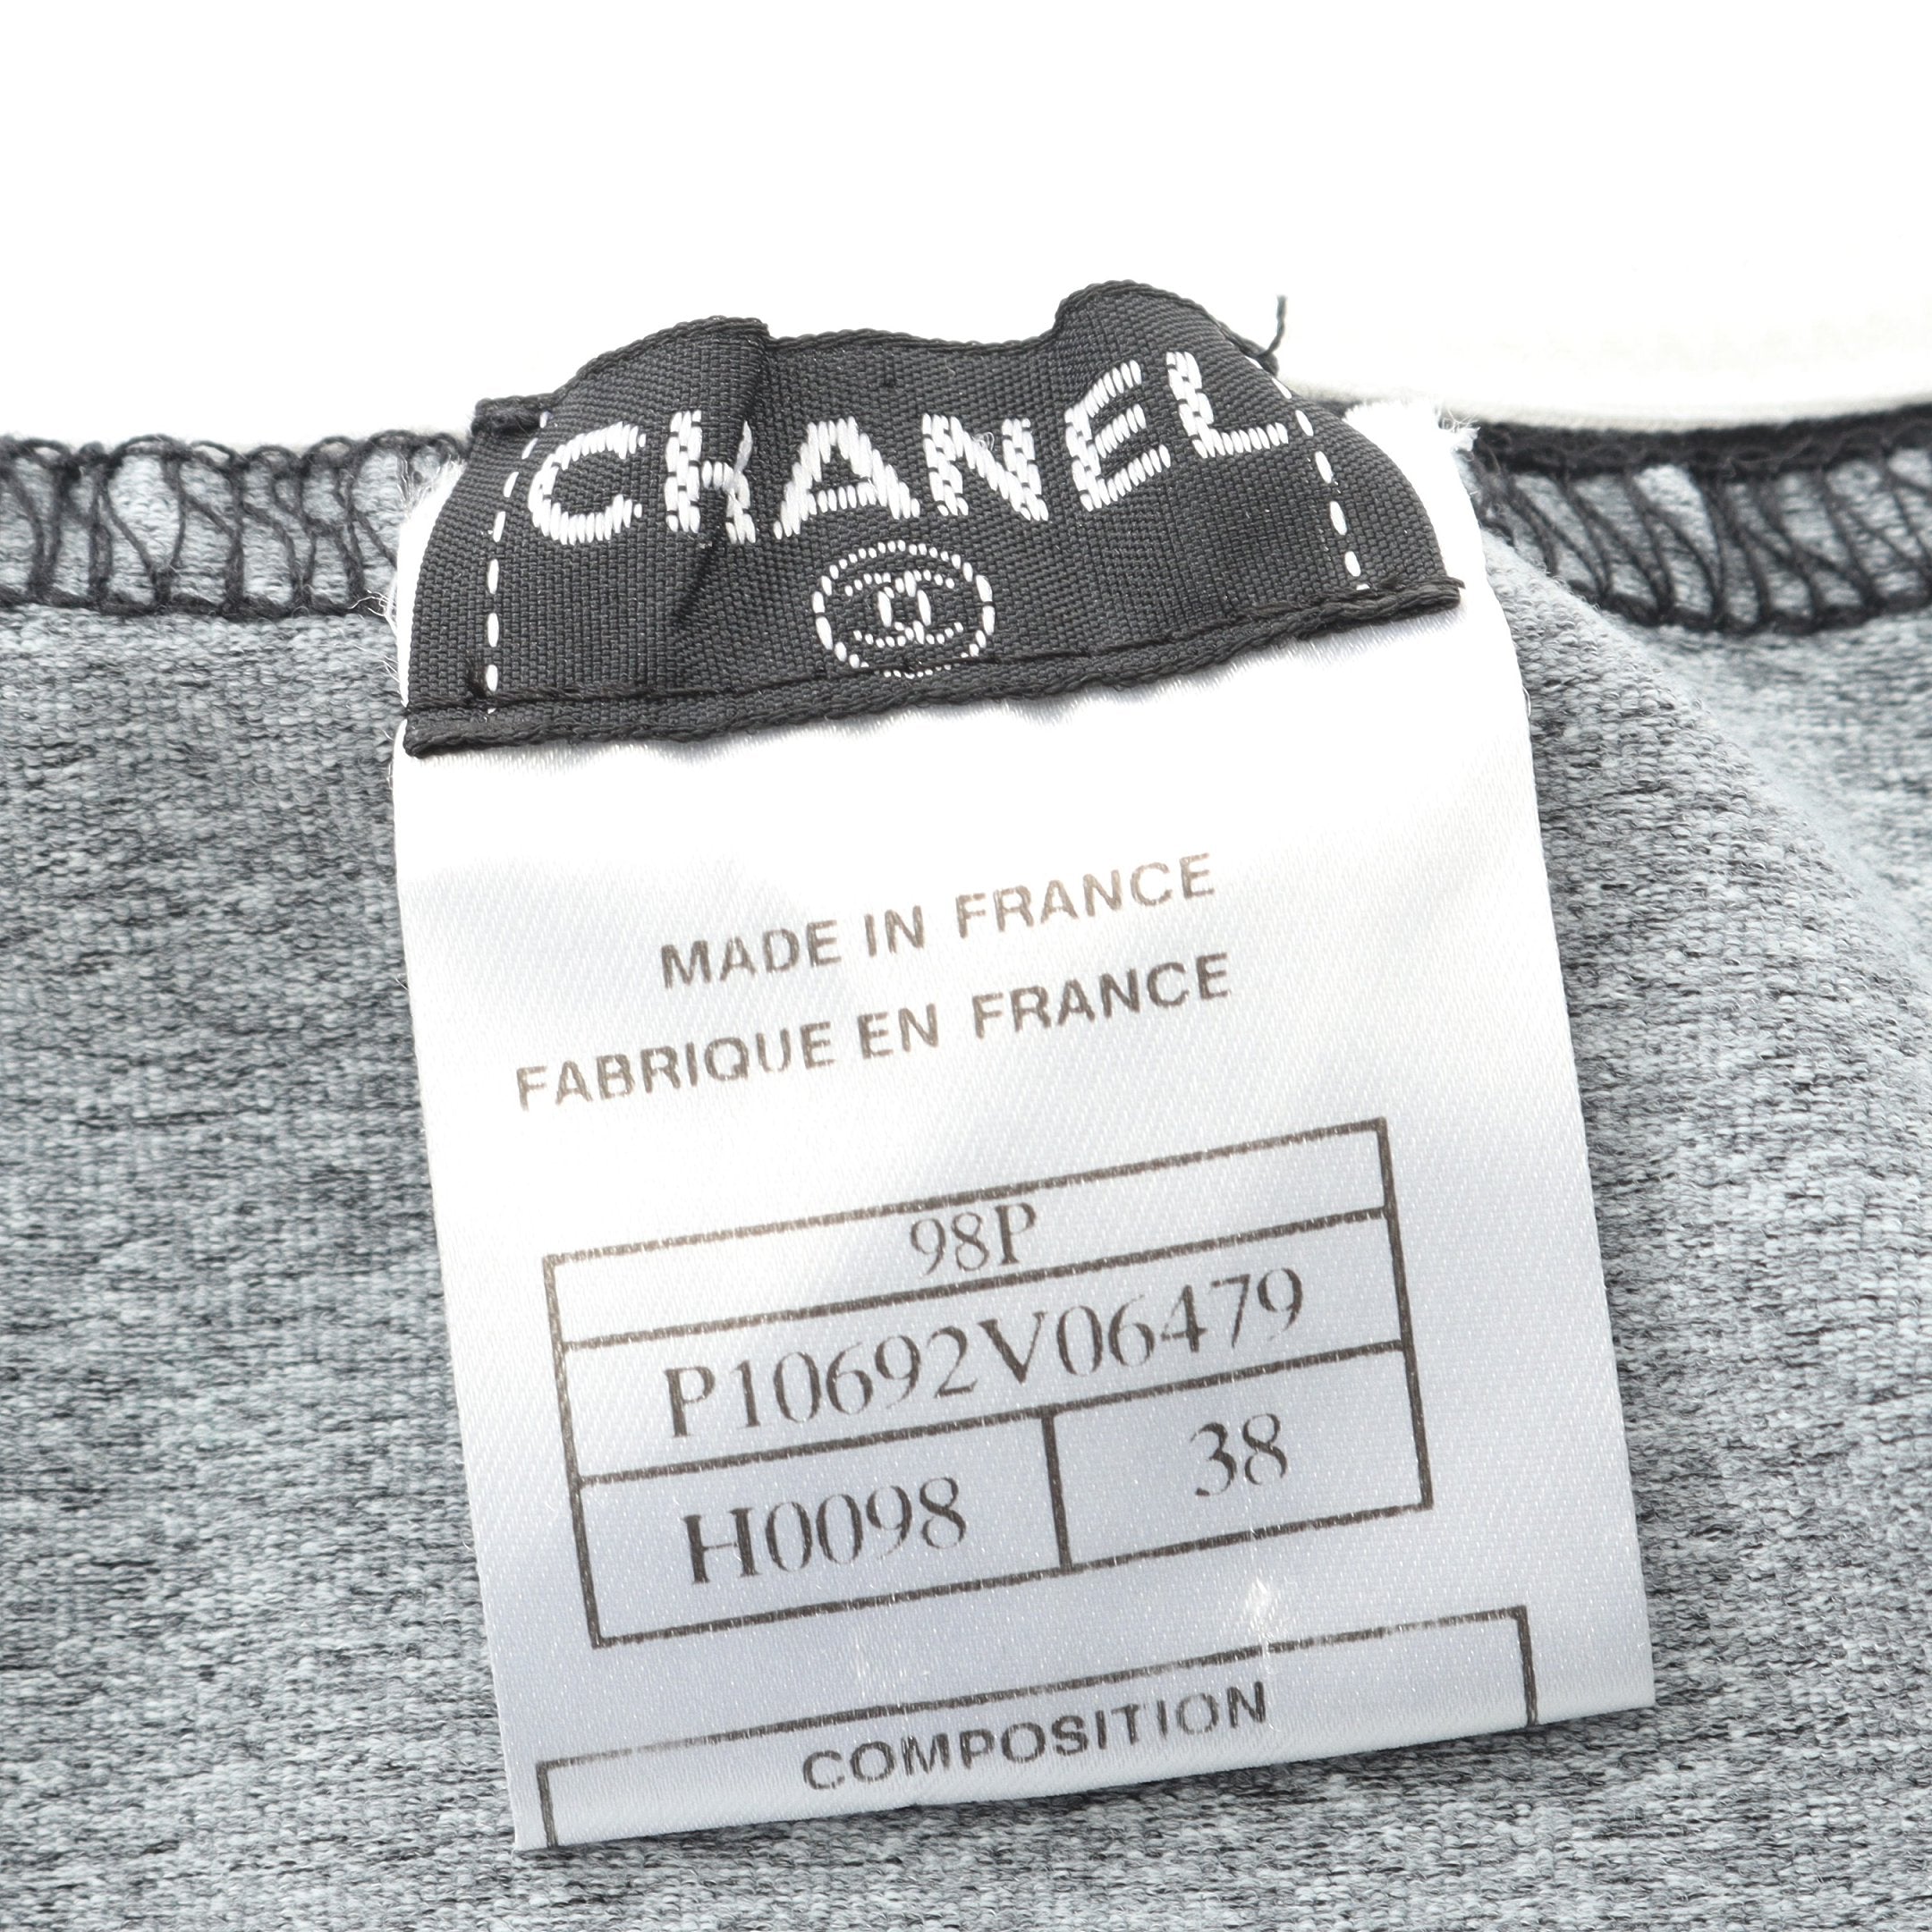 CHANEL
MADE IN FRANCE
FABRIQUE EN FRANCE
98P
P10692V06479
H0098 38
COMPOSITION